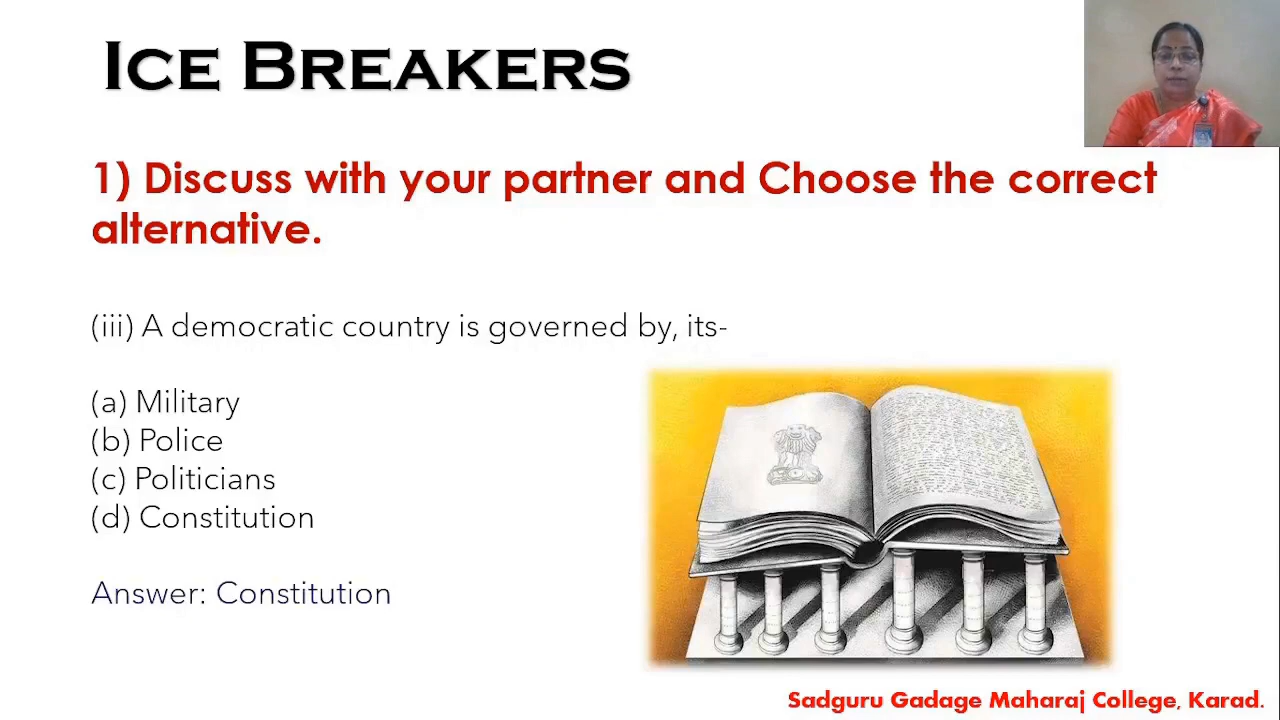 ICE BREAKERS
1) Discuss with your partner and Choose the correct
alternative.
(iii) A democratic country is governed by, its-
(a) Military
(b) Police
(c) Politicians
(d) Constitution
Answer: Constitution
Sadguru Gadage Maharaj College, Karad.